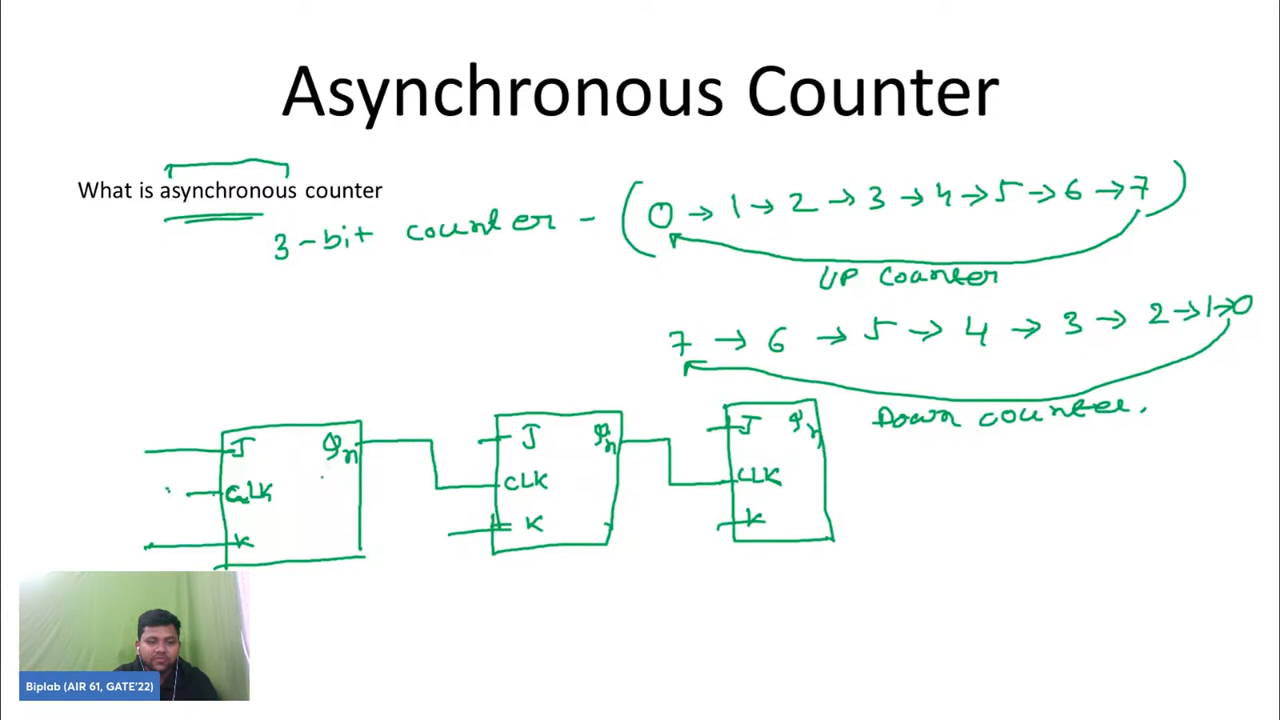 Asynchronous Counter
What is asynchronous counter
3-bit counter - (0 → 1 → 2 → 3 → 4 → 5 → 6 → 7)
UP Counter
7 → 6 → 5 → 4 → 3 → 2 → 1 → 0
Down counter.
J Qn J Qn J Qn
CLK CLK CLK
K K K
Biplab (AIR 61, GATE'22)